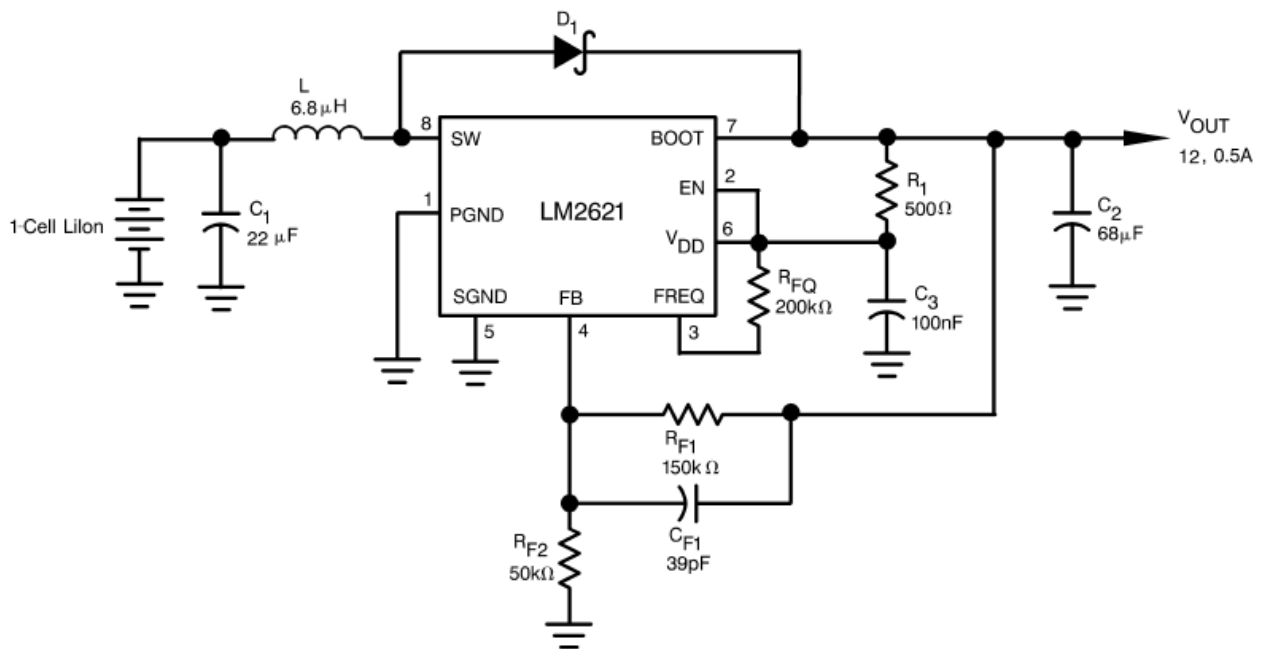 D1
L
6.8μH
8 SW
BOOT 7
EN 2
1 PGND
LM2621
VDD 6
SGND
FB
FREQ
5
4
3
1-Cell LiIon
C1
22 μF
R1
500Ω
RFQ
200kΩ
C3
100nF
C2
68μF
VOUT
12, 0.5A
RF1
150kΩ
CF1
39pF
RF2
50kΩ